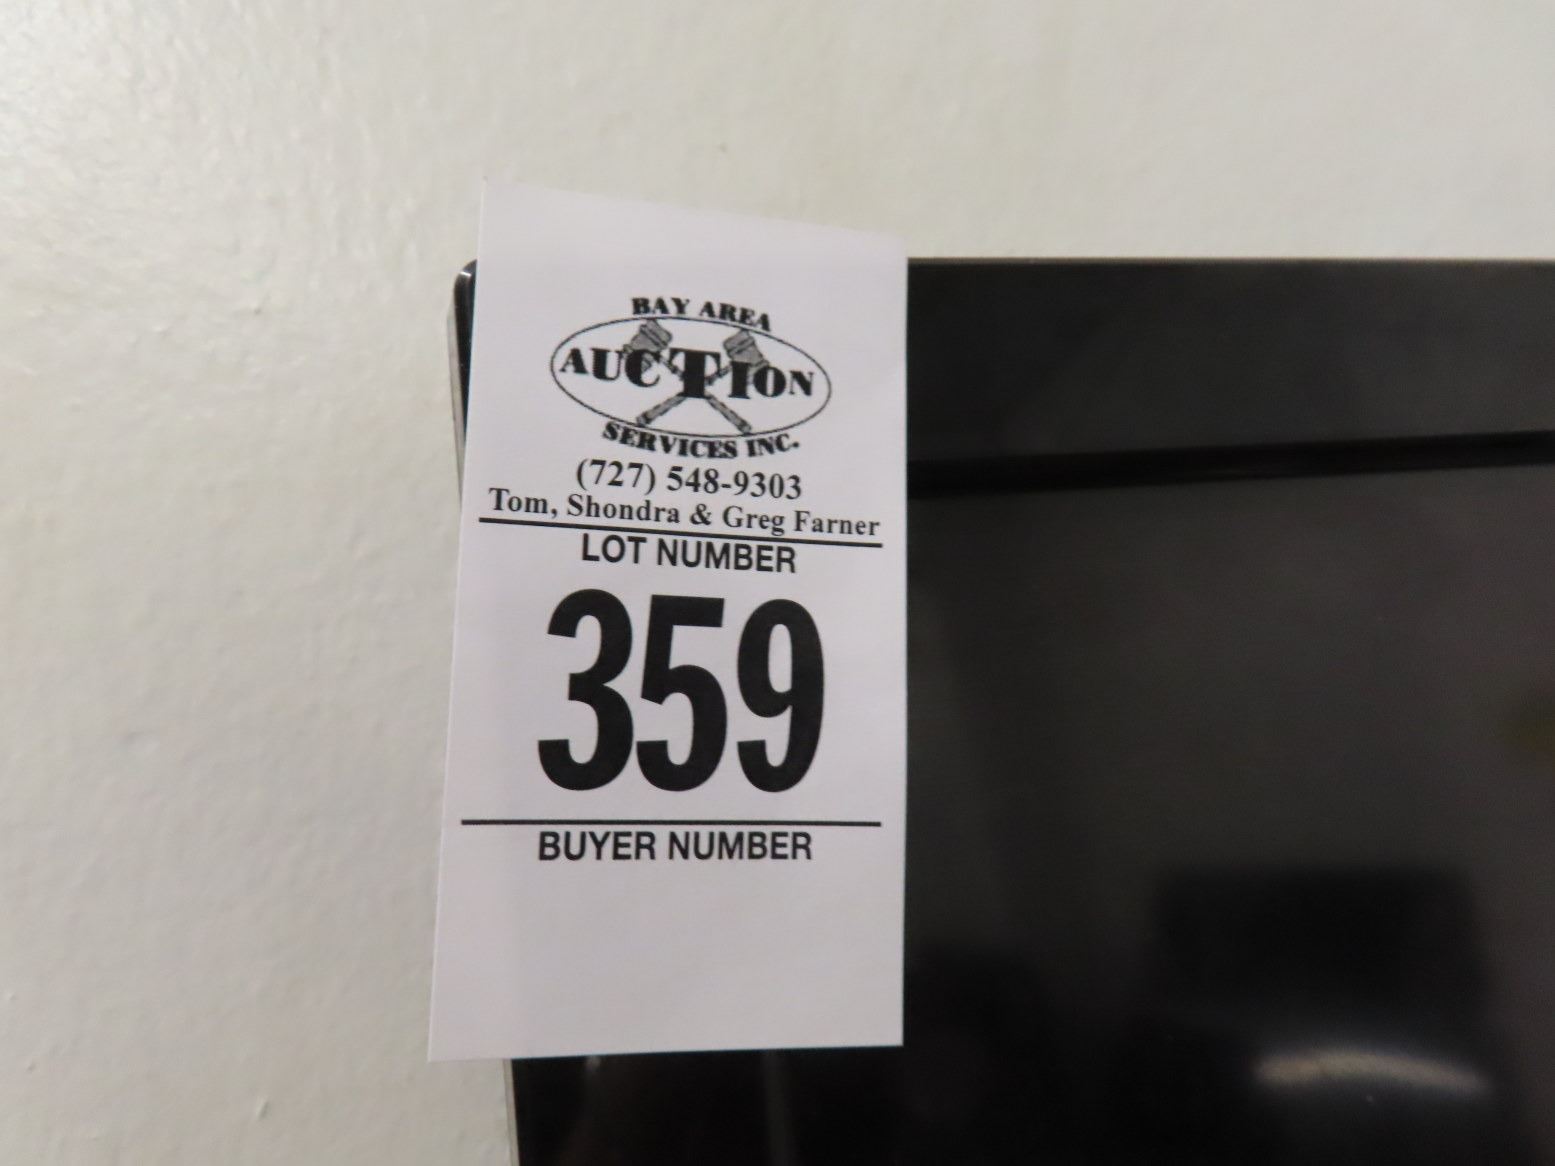 BAY AREA
AUCTION
SERVICES INC.
(727) 548-9303
Tom, Shondra & Greg Farner
LOT NUMBER
359
BUYER NUMBER